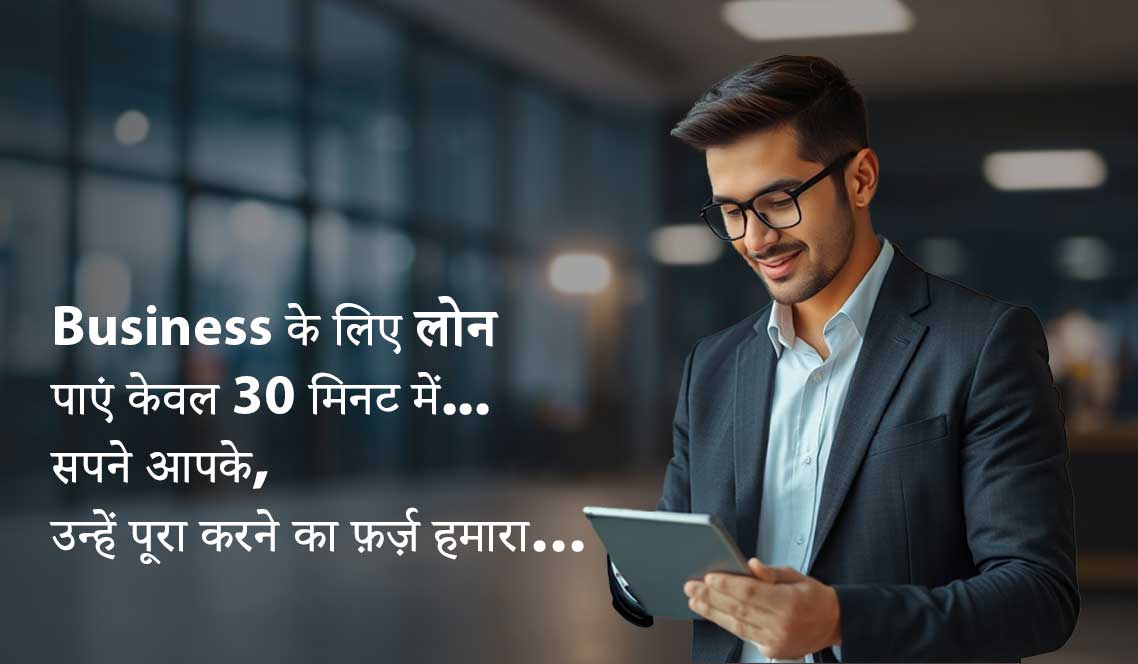 Business के लिए लोन
पाएं केवल 30 मिनट में...
सपने आपके,
उन्हें पूरा करने का फ़र्ज़ हमारा...